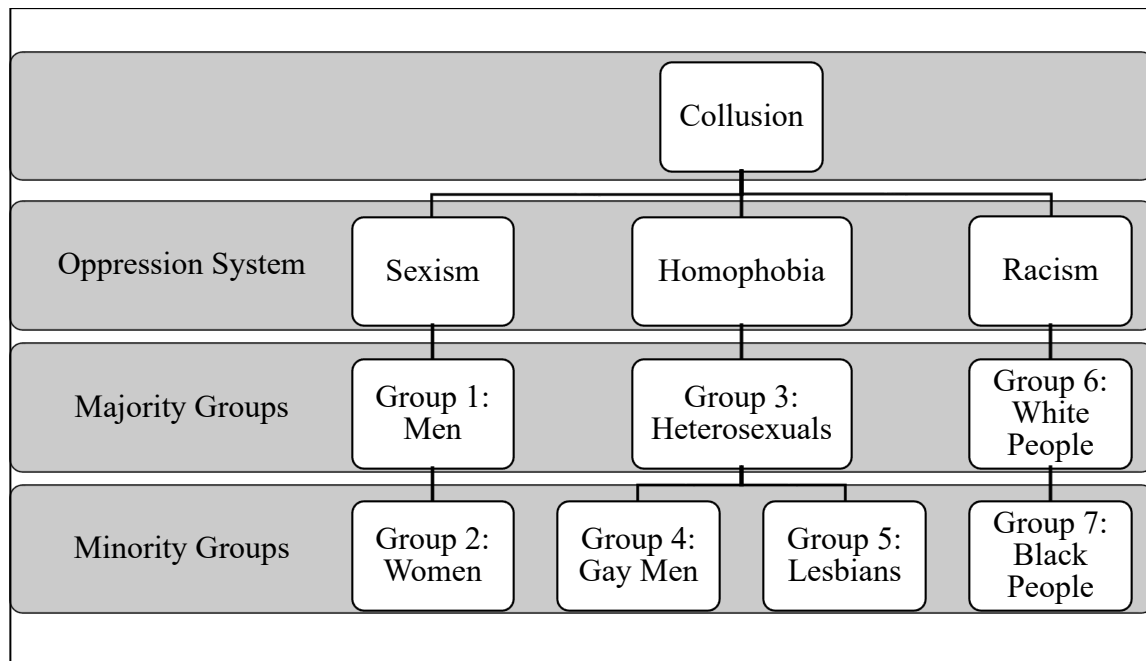 Collusion
Oppression System
Sexism
Homophobia
Racism
Majority Groups
Group 1:
Men
Group 3:
Heterosexuals
Group 6:
White
People
Minority Groups
Group 2:
Women
Group 4:
Gay Men
Group 5:
Lesbians
Group 7:
Black
People